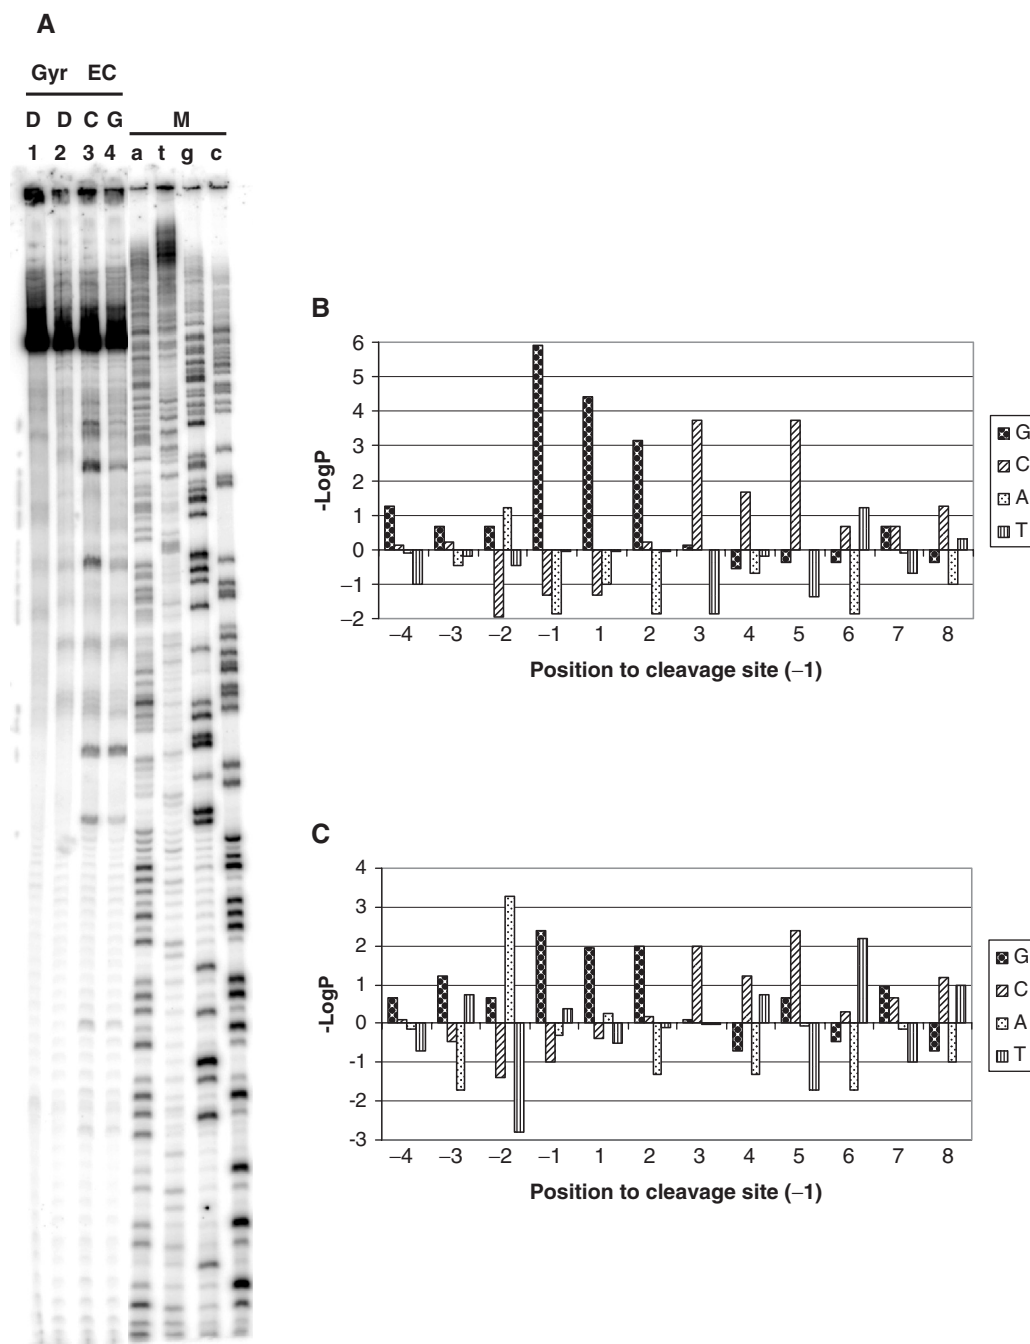 A
Gyr EC
D D C G M
1 2 3 4 a t g c
B
6
5
4
3
2
1
0
−1
−2
-LogP
−4 −3 −2 −1 1 2 3 4 5 6 7 8
Position to cleavage site (−1)
G
C
A
T
C
4
3
2
1
0
-1
-2
-3
-LogP
−4 −3 −2 −1 1 2 3 4 5 6 7 8
Position to cleavage site (−1)
G
C
A
T